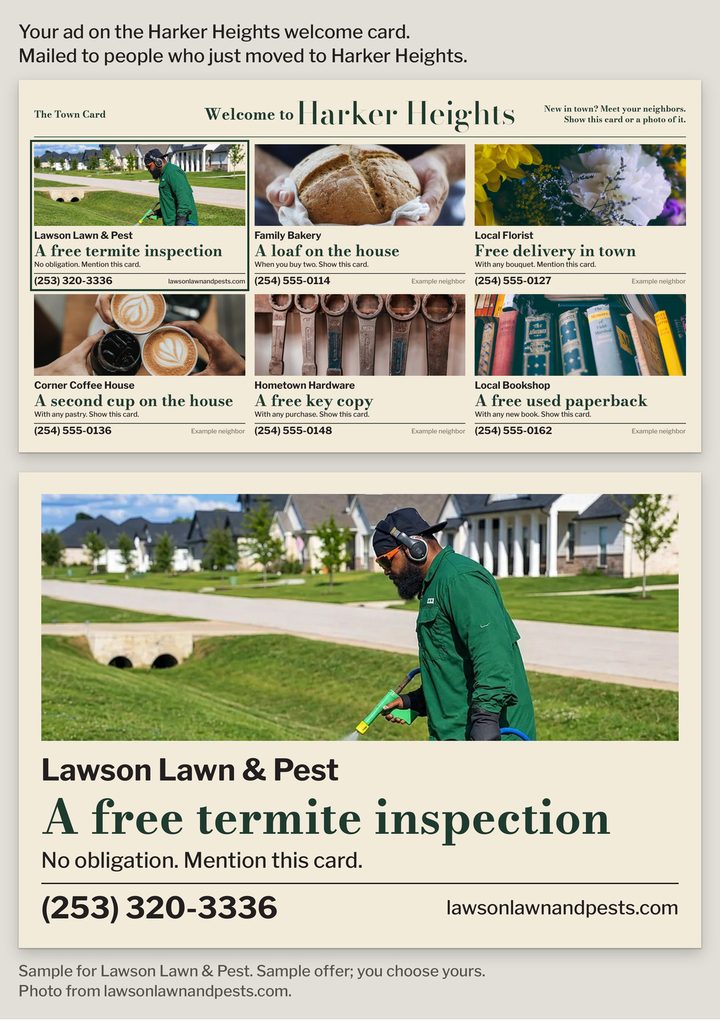 Your ad on the Harker Heights welcome card.
Mailed to people who just moved to Harker Heights.
The Town Card
Welcome to Harker Heights
New in town? Meet your neighbors.
Show this card or a photo of it.
Lawson Lawn & Pest
A free termite inspection
No obligation. Mention this card.
(253) 320-3336
lawsonlawnandpests.com
Family Bakery
A loaf on the house
When you buy two. Show this card.
(254) 555-0114
Example neighbor
Local Florist
Free delivery in town
With any bouquet. Mention this card.
(254) 555-0127
Example neighbor
Corner Coffee House
A second cup on the house
With any pastry. Show this card.
(254) 555-0136
Example neighbor
Hometown Hardware
A free key copy
With any purchase. Show this card.
(254) 555-0148
Example neighbor
Local Bookshop
A free used paperback
With any new book. Show this card.
(254) 555-0162
Example neighbor
Lawson Lawn & Pest
A free termite inspection
No obligation. Mention this card.
(253) 320-3336
lawsonlawnandpests.com
Sample for Lawson Lawn & Pest. Sample offer; you choose yours.
Photo from lawsonlawnandpests.com.